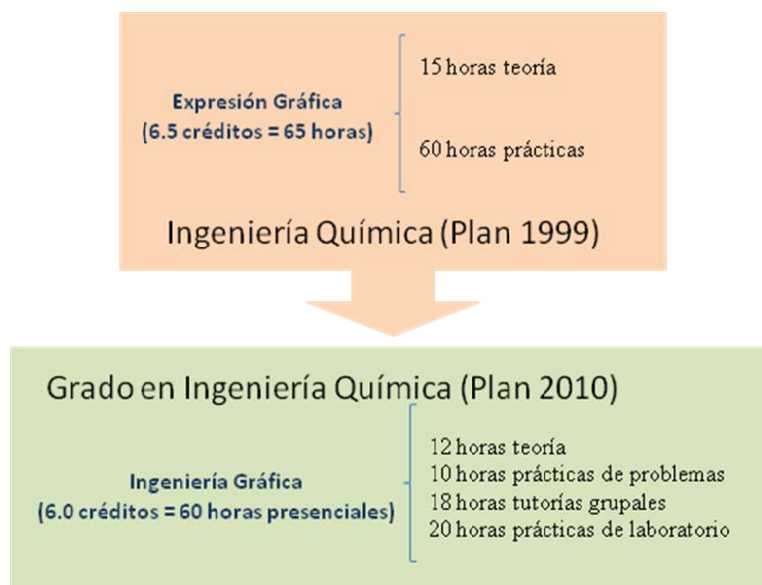 Expresión Gráfica
(6.5 créditos = 65 horas)
15 horas teoría
60 horas prácticas
Ingeniería Química (Plan 1999)
Grado en Ingeniería Química (Plan 2010)
Ingeniería Gráfica
(6.0 créditos = 60 horas presenciales)
12 horas teoría
10 horas prácticas de problemas
18 horas tutorías grupales
20 horas prácticas de laboratorio